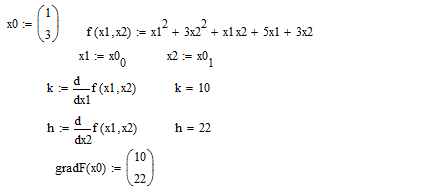 x0 := (1 3) f(x1,x2) := x1² + 3x2² + x1x2 + 5x1 + 3x2
x1 := x0₀ x2 := x0₁
k := d/dx1 f(x1,x2) k = 10
h := d/dx2 f(x1,x2) h = 22
gradF(x0) := (10 22)